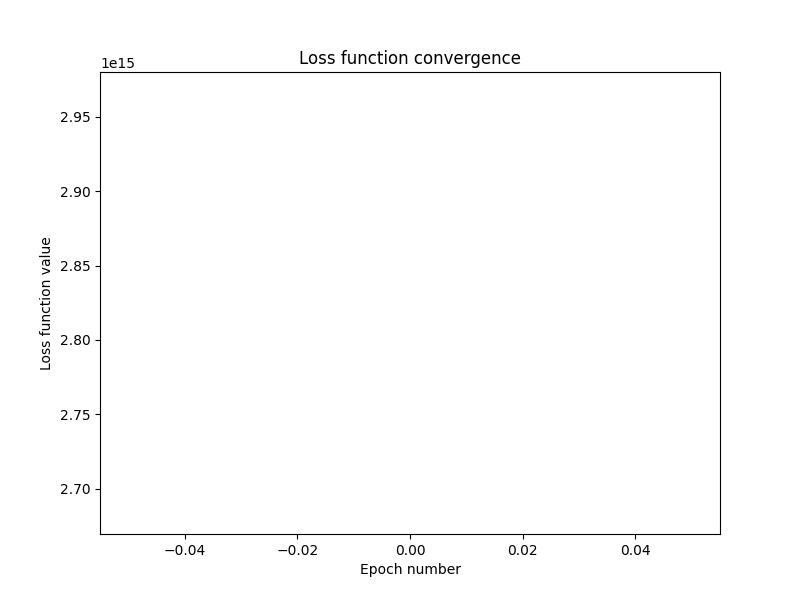 Loss function convergence
1e15
2.95
2.90
2.85
2.80
2.75
2.70
Loss function value
−0.04 −0.02 0.00 0.02 0.04
Epoch number